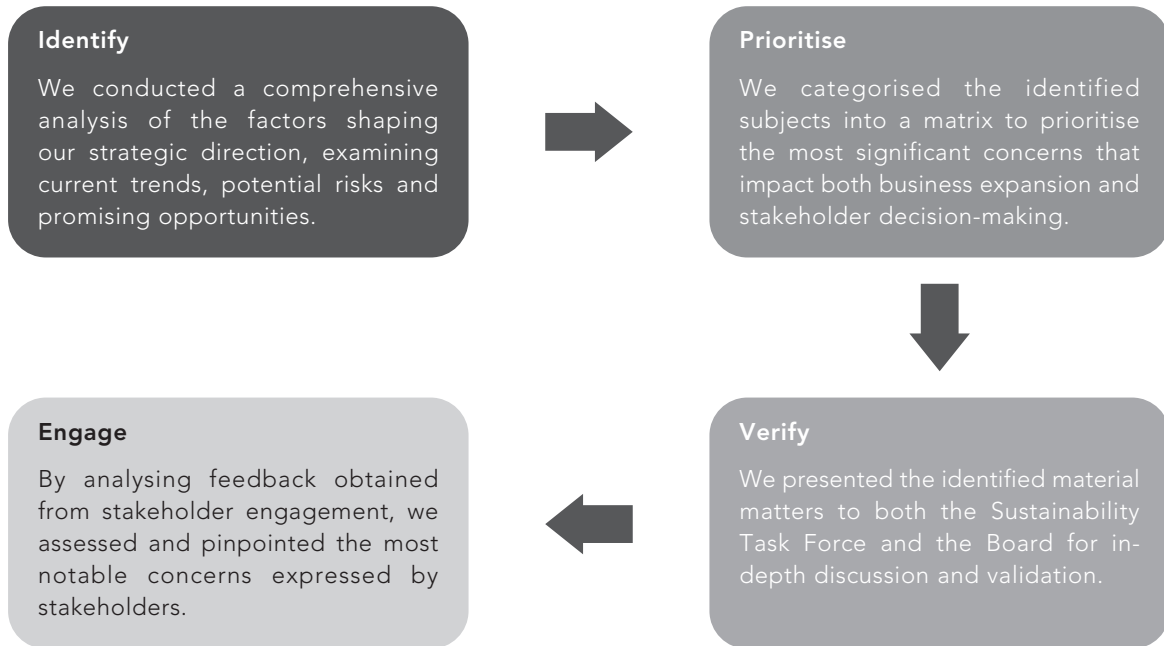 Identify
We conducted a comprehensive
analysis of the factors shaping
our strategic direction, examining
current trends, potential risks and
promising opportunities.
Prioritise
We categorised the identified
subjects into a matrix to prioritise
the most significant concerns that
impact both business expansion and
stakeholder decision-making.
Verify
We presented the identified material
matters to both the Sustainability
Task Force and the Board for in-
depth discussion and validation.
Engage
By analysing feedback obtained
from stakeholder engagement, we
assessed and pinpointed the most
notable concerns expressed by
stakeholders.